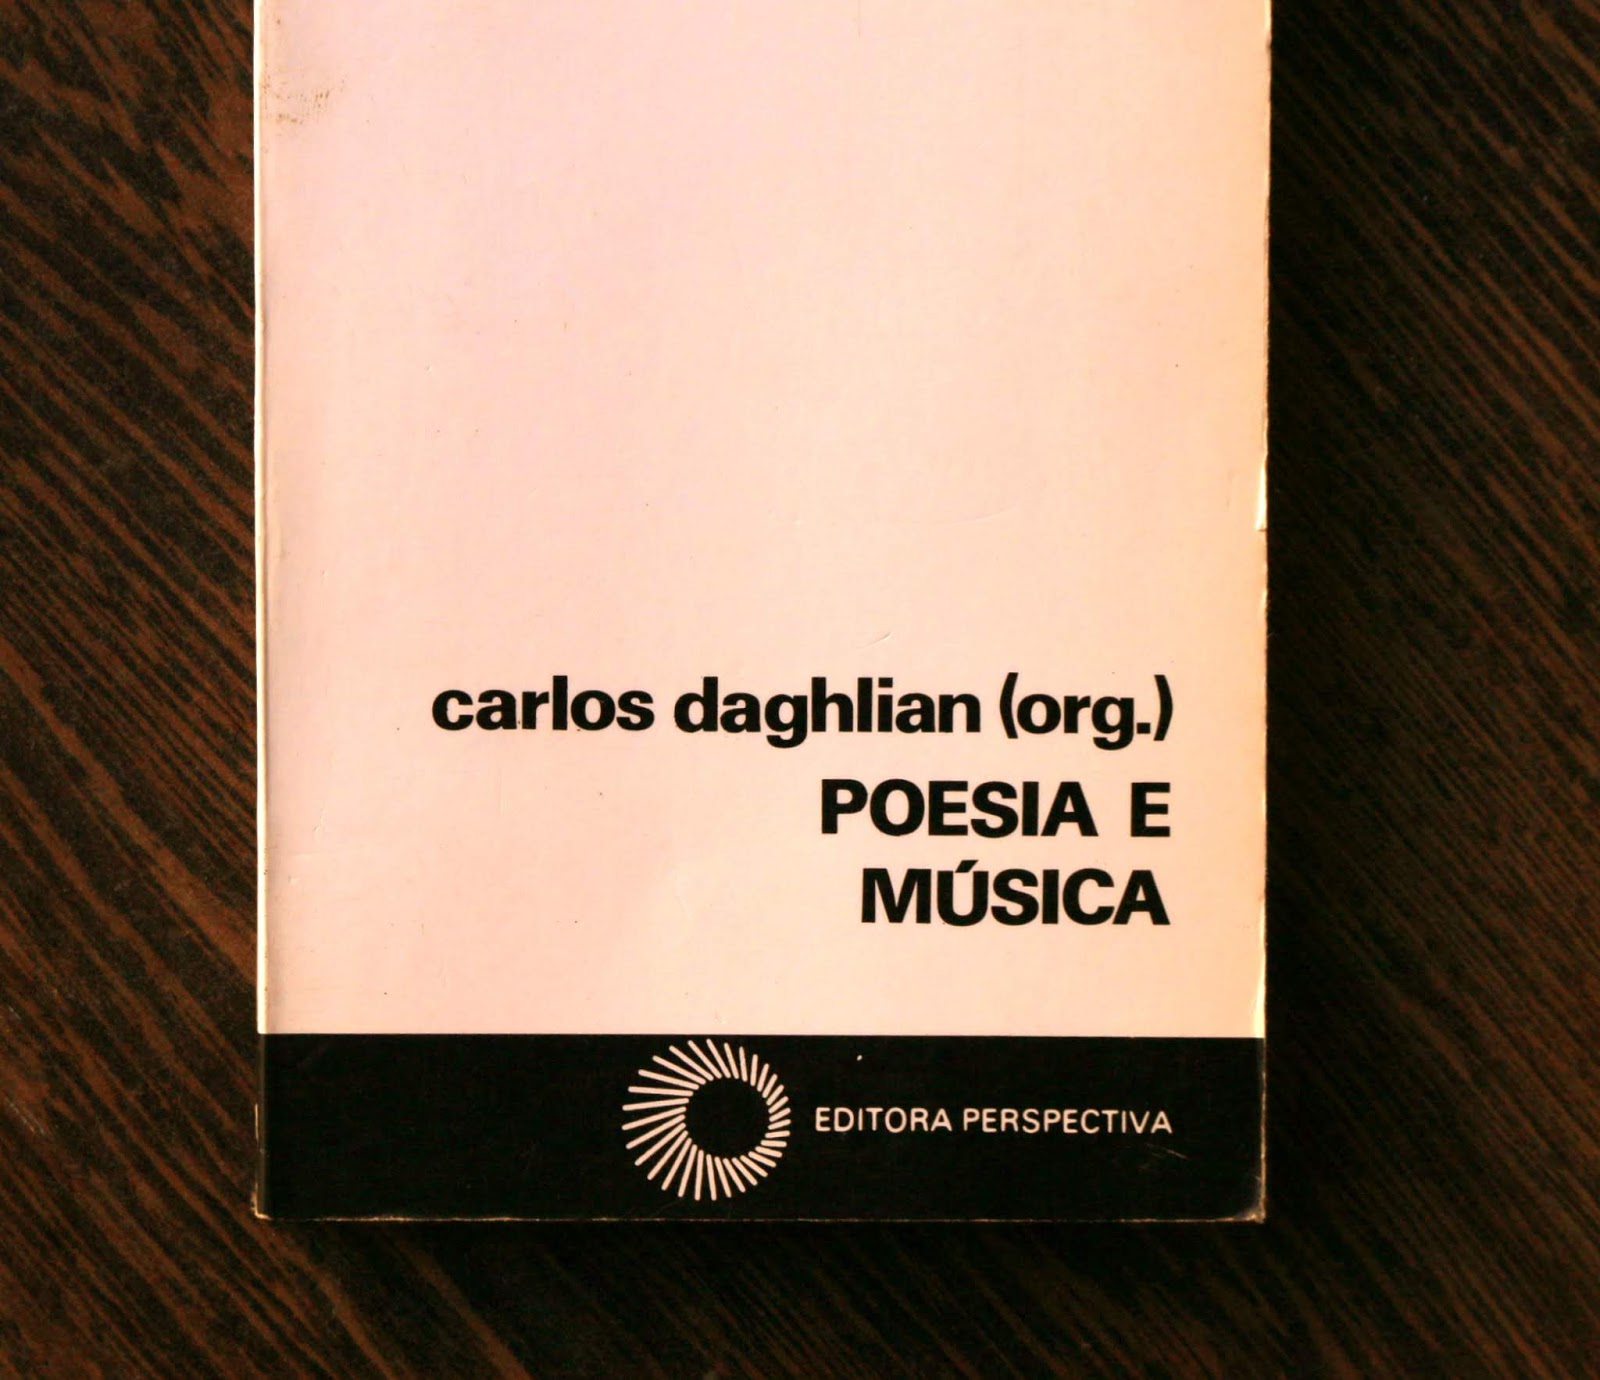 carlos daghlian (org.)
POESIA E
MÚSICA
EDITORA PERSPECTIVA